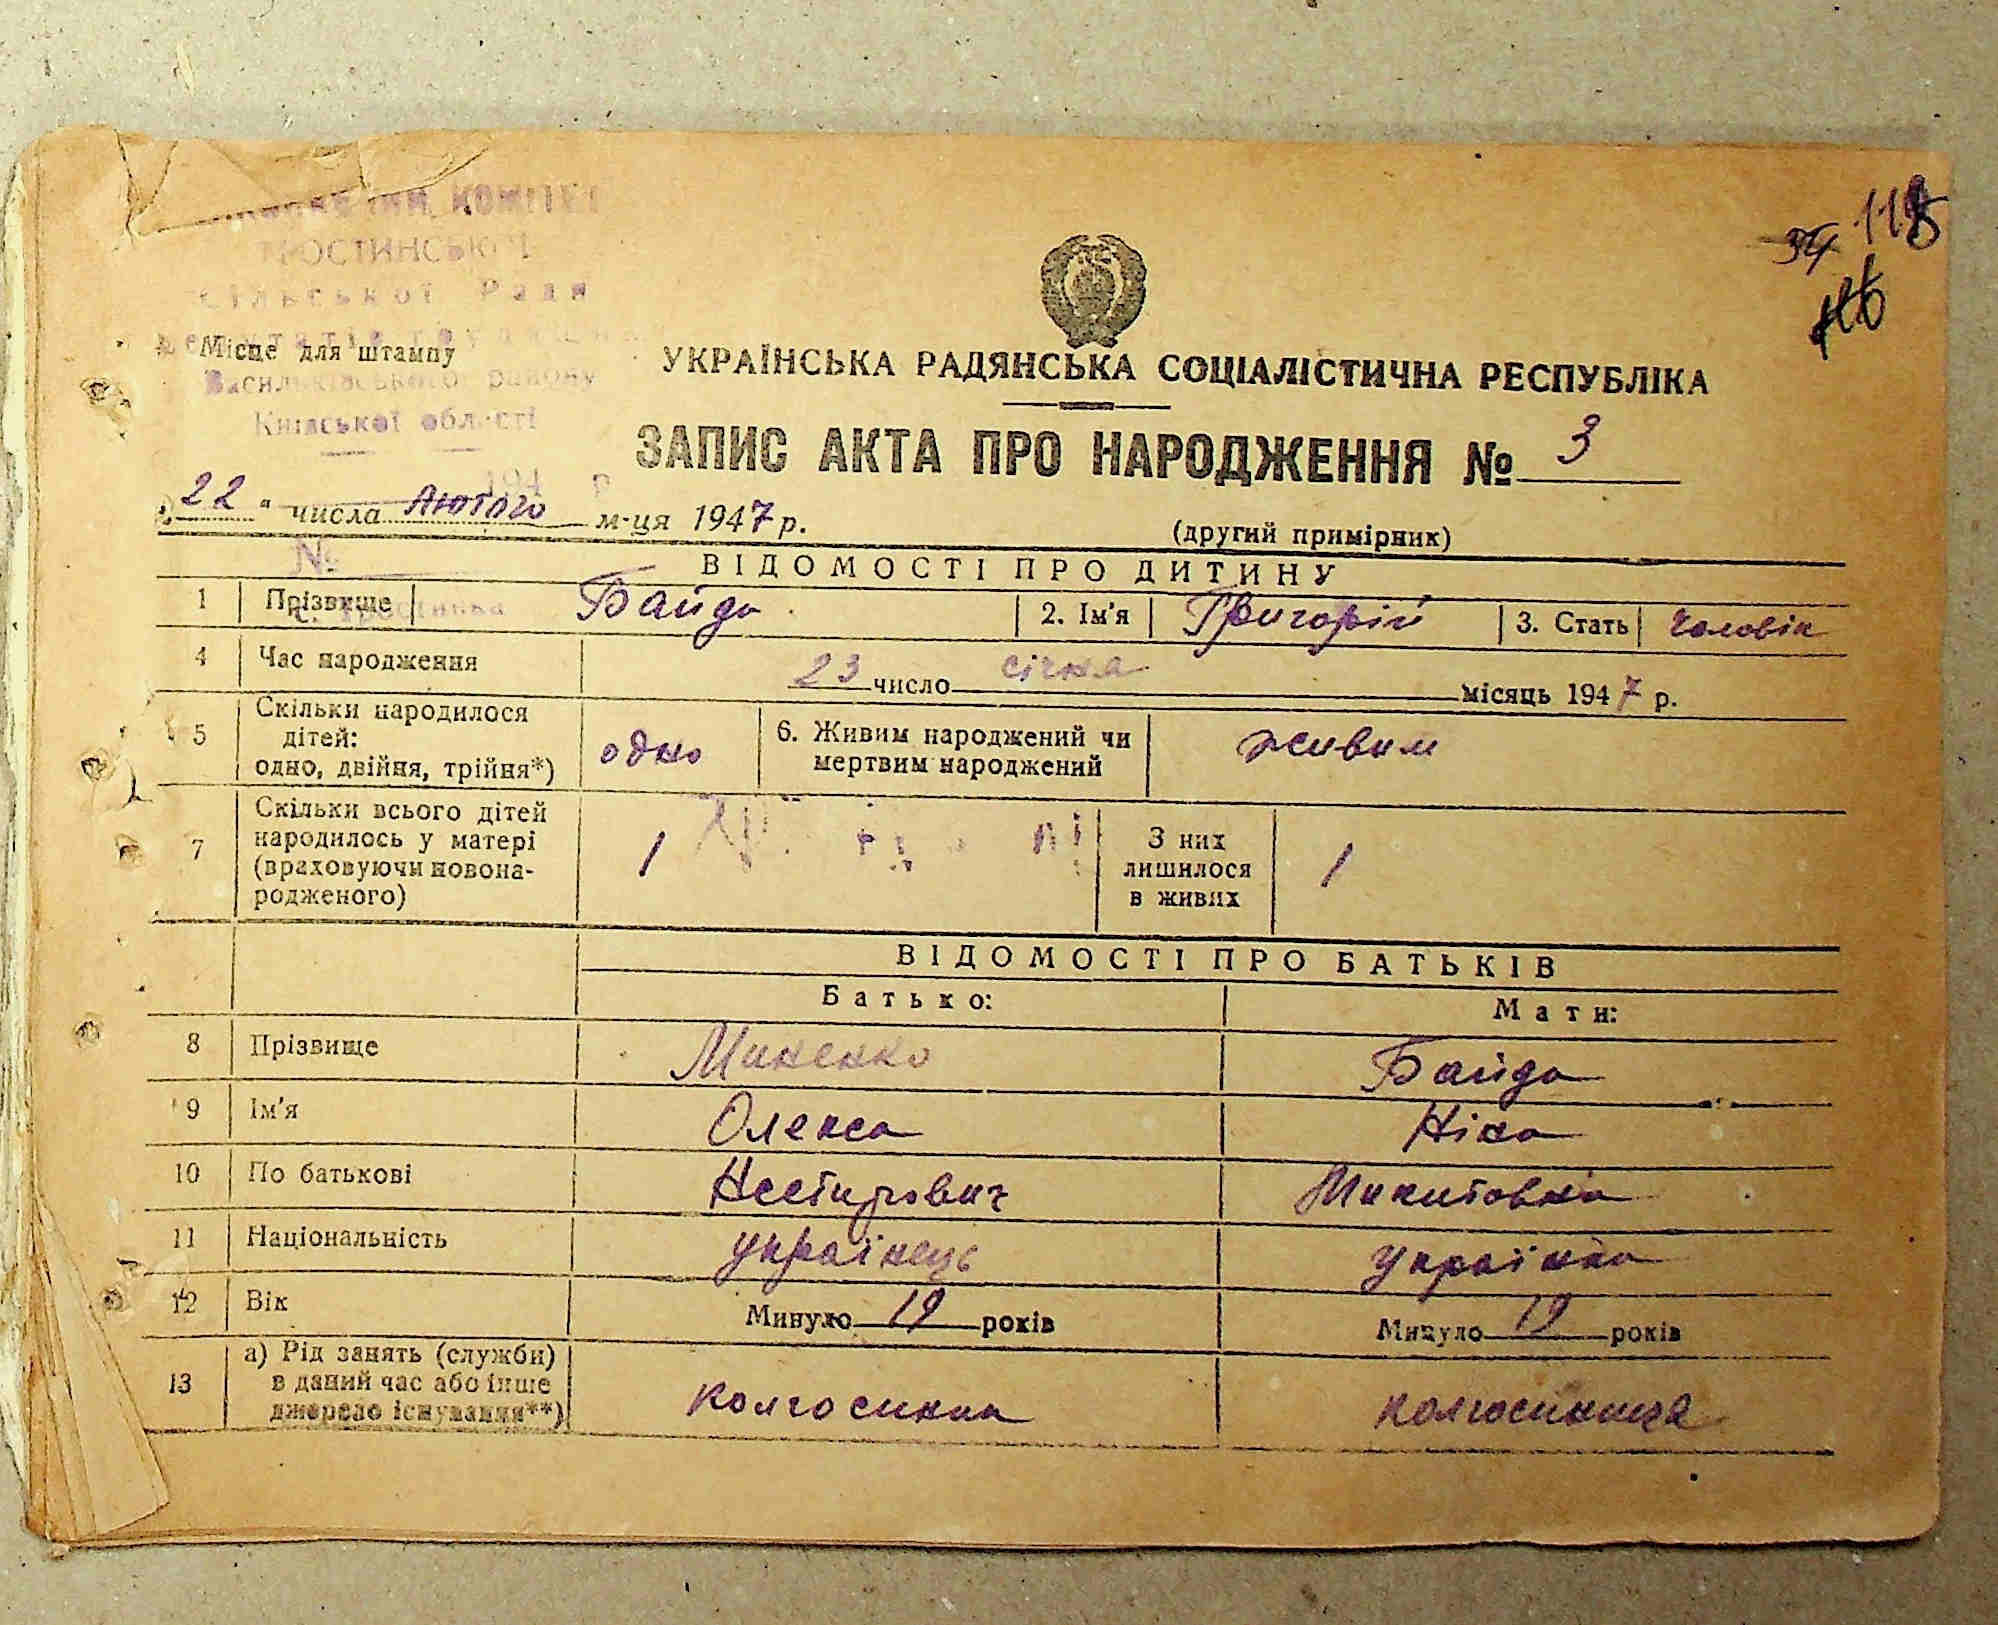 КОМІТЕТ
ТРОСТИНСЬКОЇ
Сільської Ради
Місце для штампу
Васильківського району
Київської області
194 р.
№
с. Тростинка
118
34
УКРАЇНСЬКА РАДЯНСЬКА СОЦІАЛІСТИЧНА РЕСПУБЛІКА
ЗАПИС АКТА ПРО НАРОДЖЕННЯ № 3
„22“ числа Лютого м-ця 1947 р.
(другий примірник)
ВІДОМОСТІ ПРО ДИТИНУ
1 Прізвище Байда 2. Ім'я Григорій 3. Стать Чоловік
4 Час народження 23 число січня місяць 1947 р.
5 Скільки народилося дітей: одно, двійня, трійня*) одно 6. Живим народжений чи мертвим народжений живим
7 Скільки всього дітей народилось у матері (враховуючи новонародженого) 1 З них лишилося в живих 1
ВІДОМОСТІ ПРО БАТЬКІВ
Батько: Мати:
8 Прізвище Миненко Байда
9 Ім'я Олекса Ніна
10 По батькові Нестирович Микитовна
11 Національність українець українка
12 Вік Минуло 19 років Минуло 19 років
13 а) Рід занять (служби) в даний час або інше джерело існування**) колгоспник колгоспниця